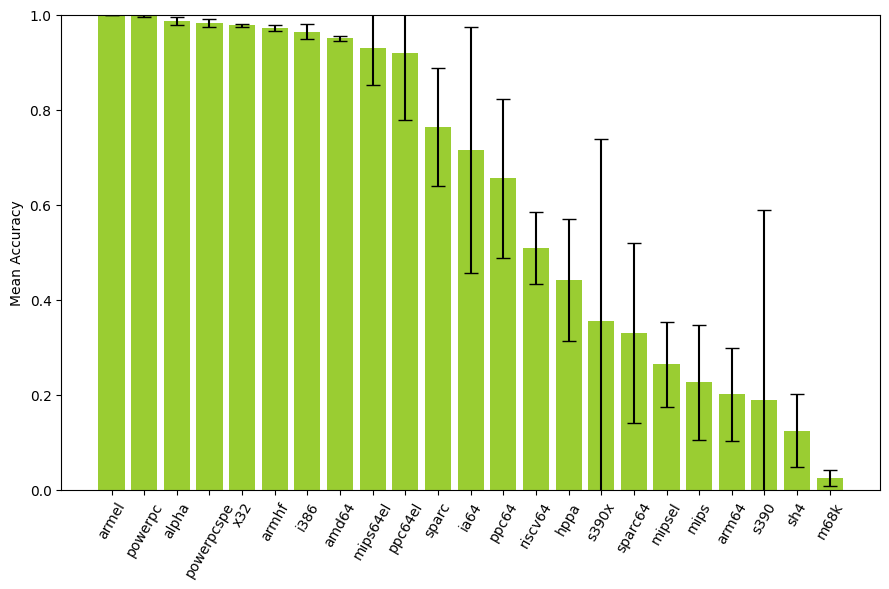 1.0
0.8
0.6
0.4
0.2
0.0
Mean Accuracy
armel
powerpc
alpha
powerpcspe
x32
armhf
i386
amd64
mips64el
ppc64el
sparc
ia64
ppc64
riscv64
hppa
s390x
sparc64
mipsel
mips
arm64
s390
sh4
m68k